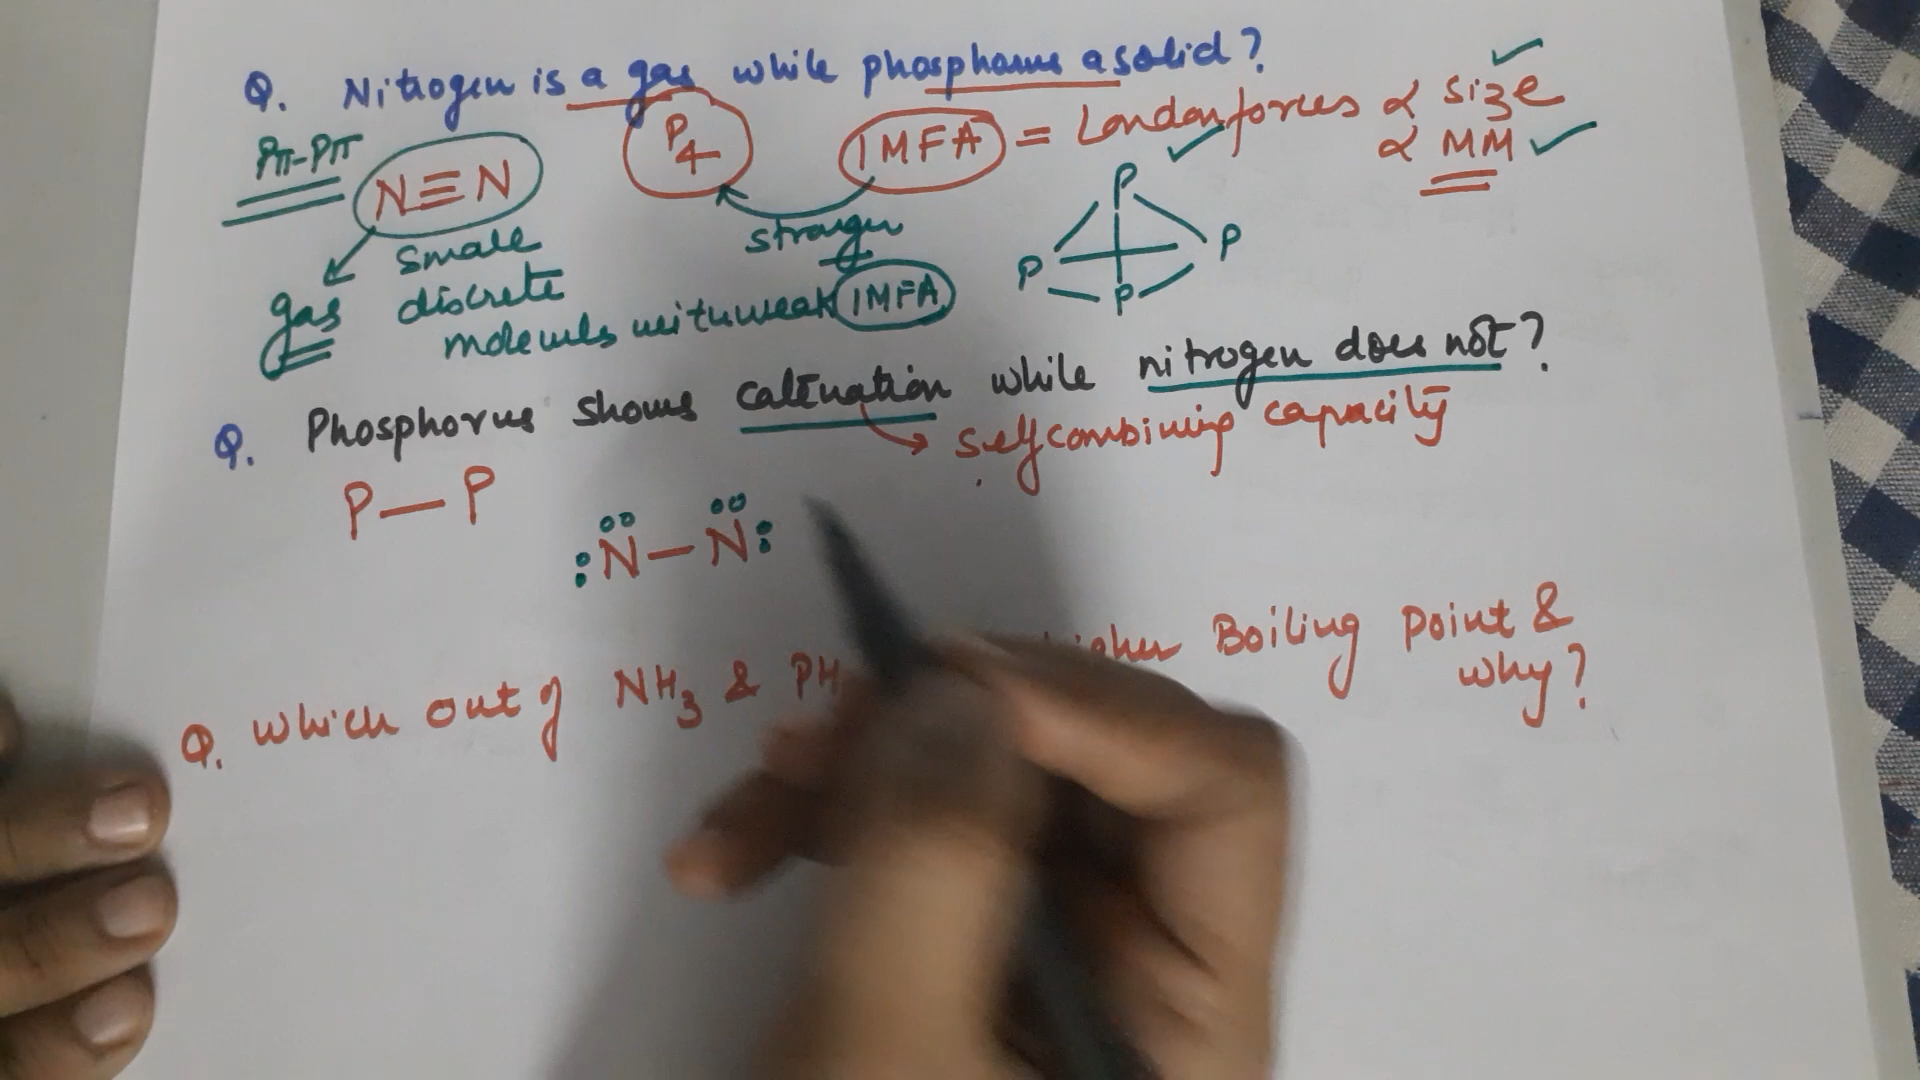 Q. Nitrogen is a gas while phosphorus a solid?
Pπ-Pπ N≡N P4 IMFA = London forces ∝ size
∝ MM
gas small discrete molecules with weak IMFA
stronger
P
P P
P
Q. Phosphorus shows catenation while nitrogen does not?
self combining capacity
P—P
:N—N:
Q. Which out of NH3 & PH Boiling point &
why?